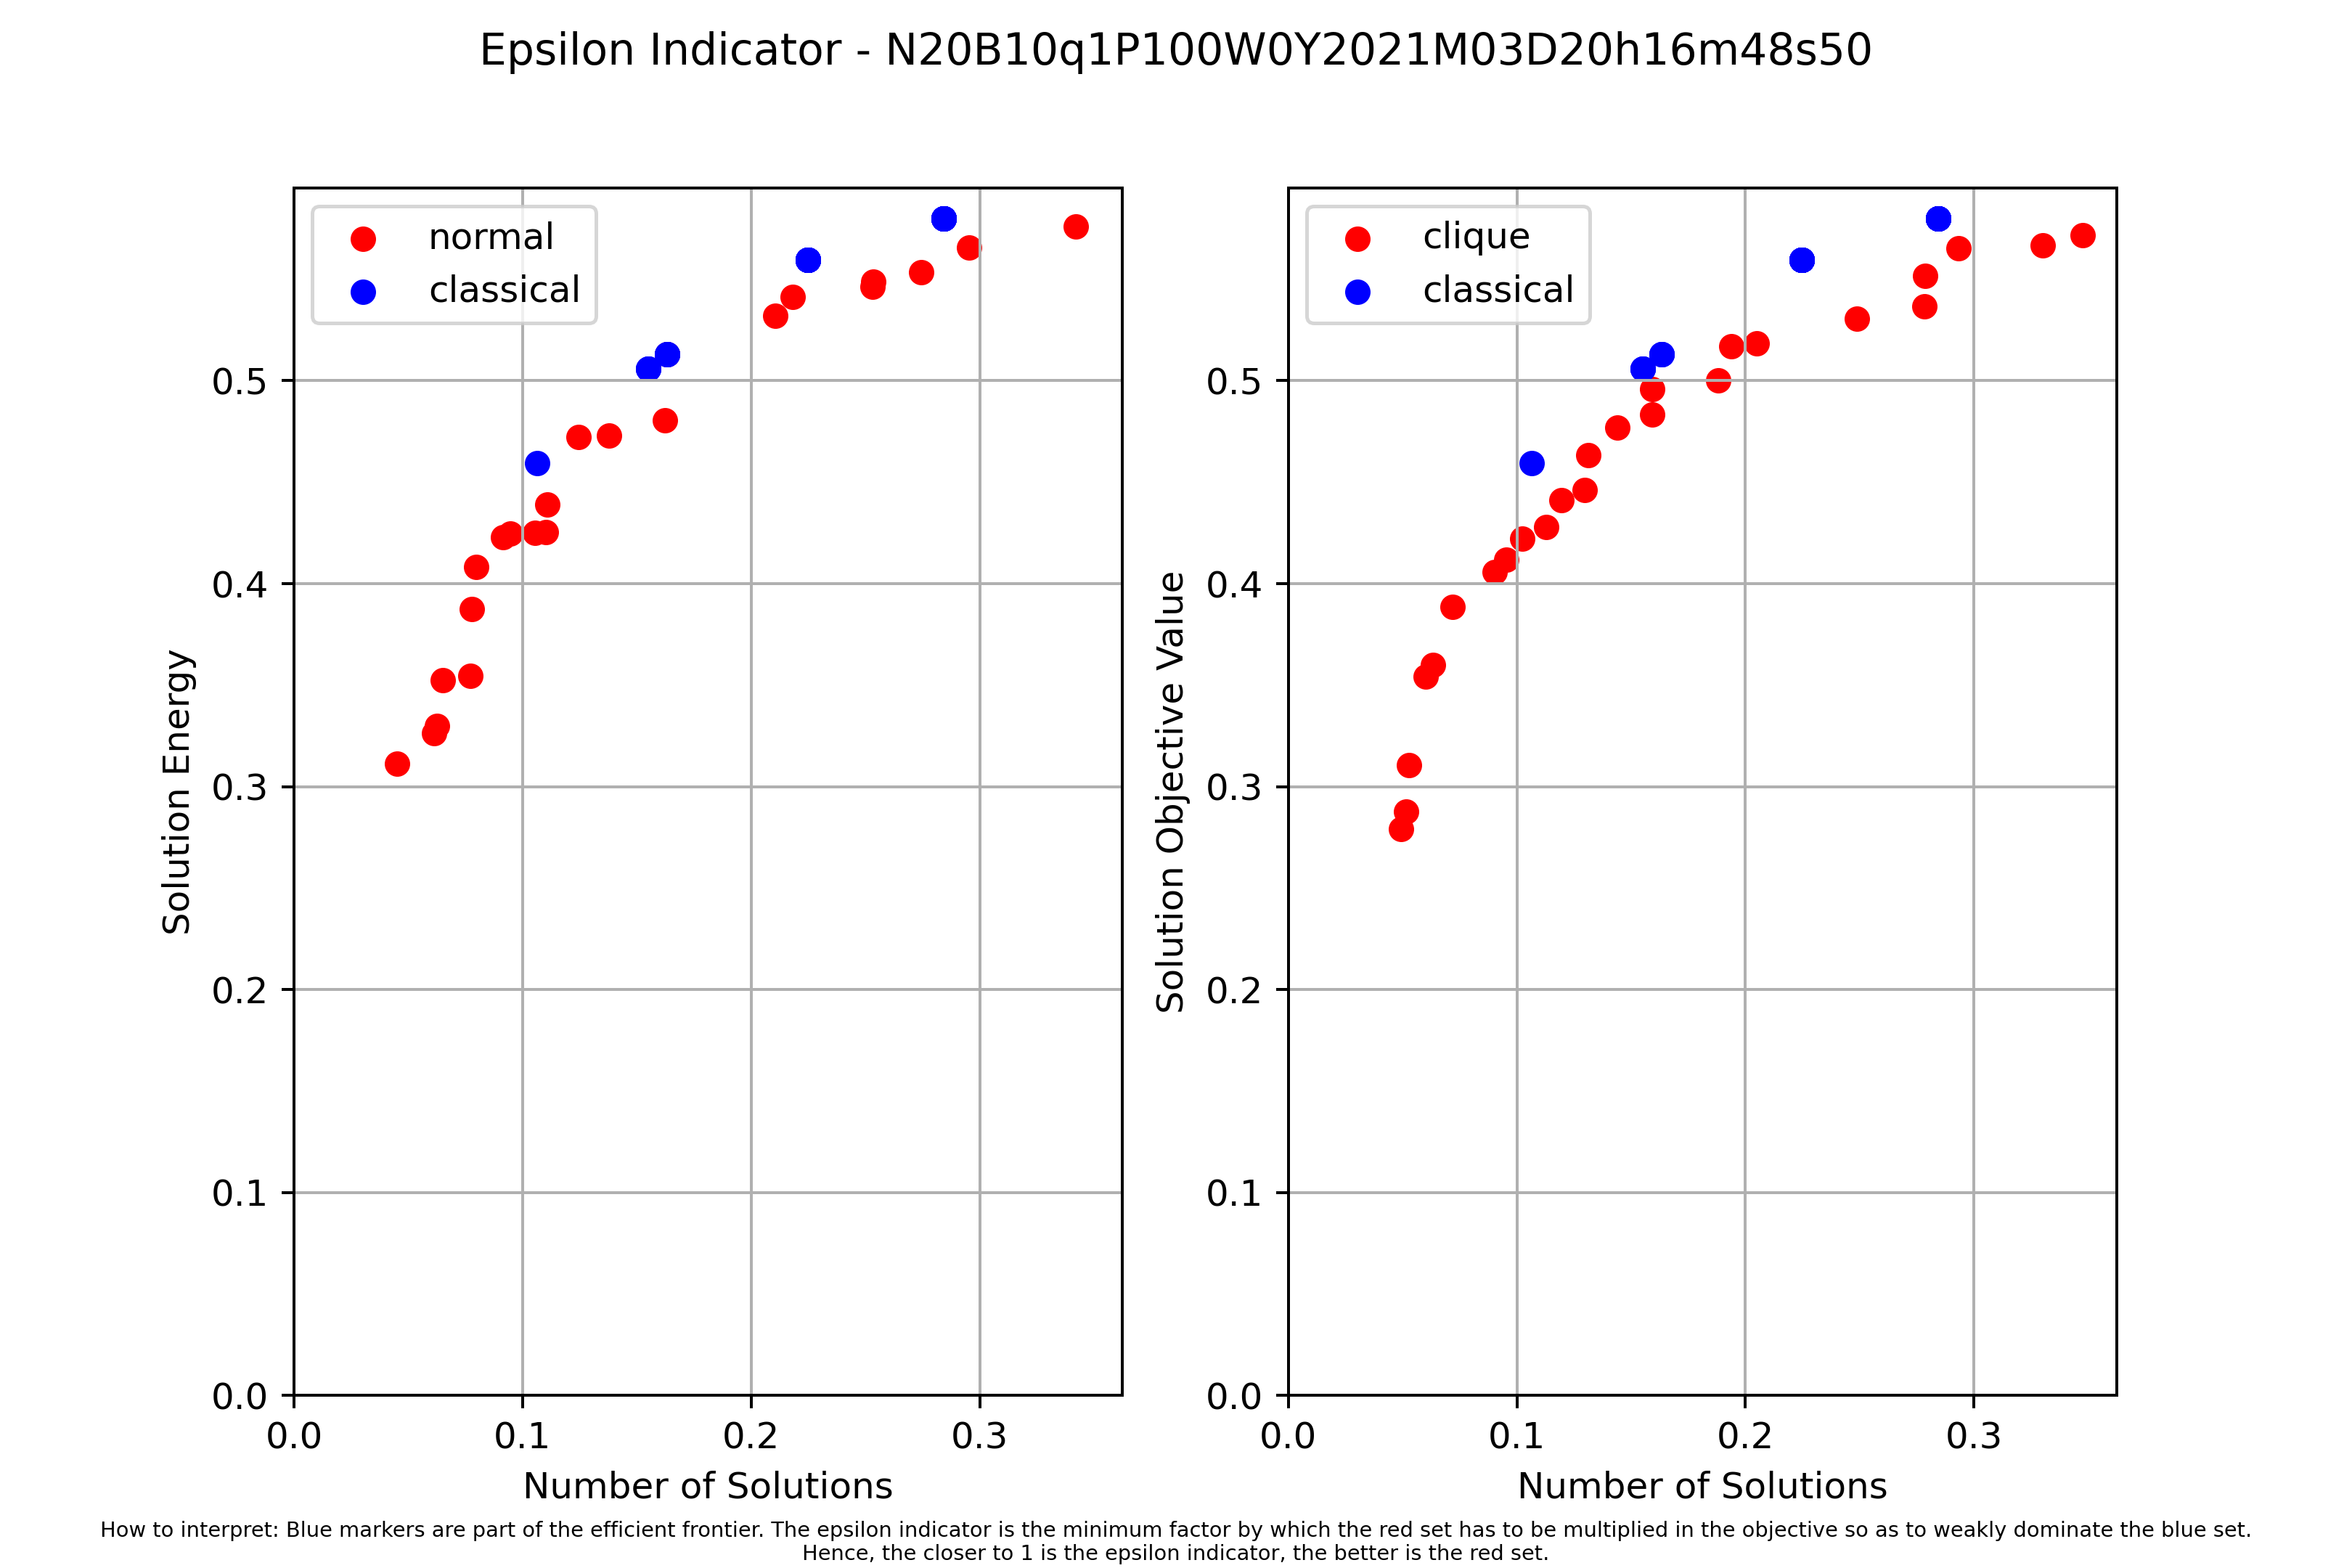 Epsilon Indicator - N20B10q1P100W0Y2021M03D20h16m48s50
normal
classical
0.5
0.4
0.3
0.2
0.1
0.0
Solution Energy
0.0 0.1 0.2 0.3
Number of Solutions
clique
classical
0.5
0.4
0.3
0.2
0.1
0.0
Solution Objective Value
0.0 0.1 0.2 0.3
Number of Solutions
How to interpret: Blue markers are part of the efficient frontier. The epsilon indicator is the minimum factor by which the red set has to be multiplied in the objective so as to weakly dominate the blue set.
Hence, the closer to 1 is the epsilon indicator, the better is the red set.